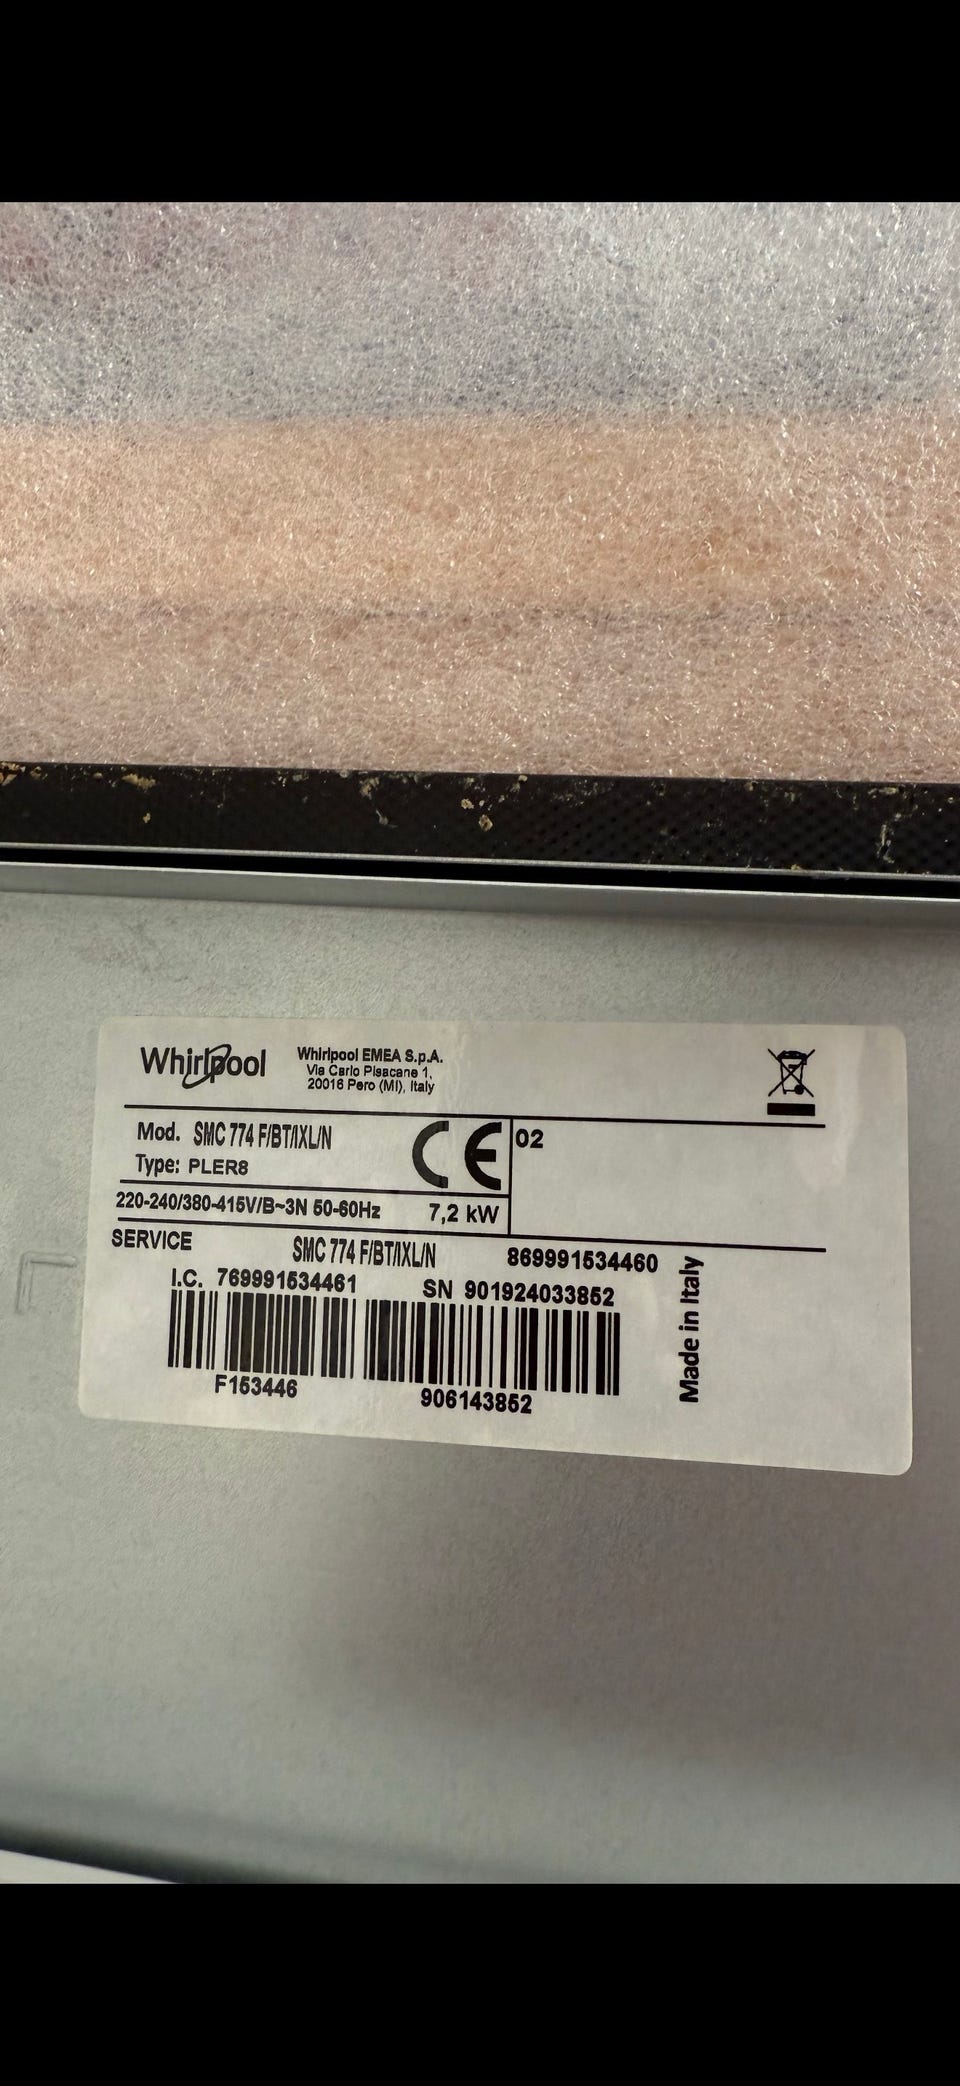 Whirlpool
Whirlpool EMEA S.p.A.
Via Carlo Pisacane 1,
20016 Pero (MI), Italy
Mod. SMC 774 F/BT/IXL/N
Type: PLER8
CE
02
220-240/380-415V/B~3N 50-60Hz 7,2 kW
SERVICE SMC 774 F/BT/IXL/N 869991534460
I.C. 769991534461 SN 901924033852
F153446
906143852
Made in Italy